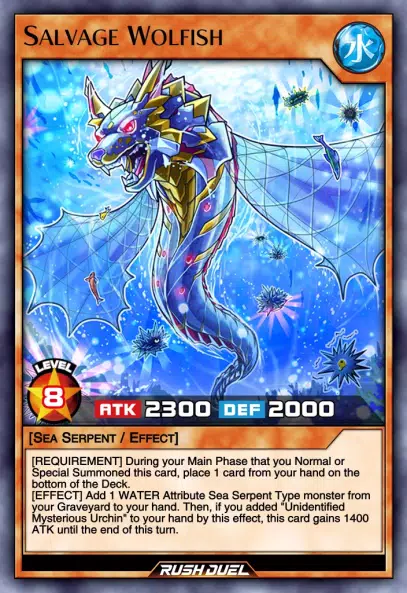 Salvage Wolfish
水
LEVEL
8
ATK 2300 DEF 2000
[Sea Serpent / Effect]
[REQUIREMENT] During your Main Phase that you Normal or
Special Summoned this card, place 1 card from your hand on the
bottom of the Deck.
[EFFECT] Add 1 WATER Attribute Sea Serpent Type monster from
your Graveyard to your hand. Then, if you added "Unidentified
Mysterious Urchin" to your hand by this effect, this card gains 1400
ATK until the end of this turn.
RUSH DUEL